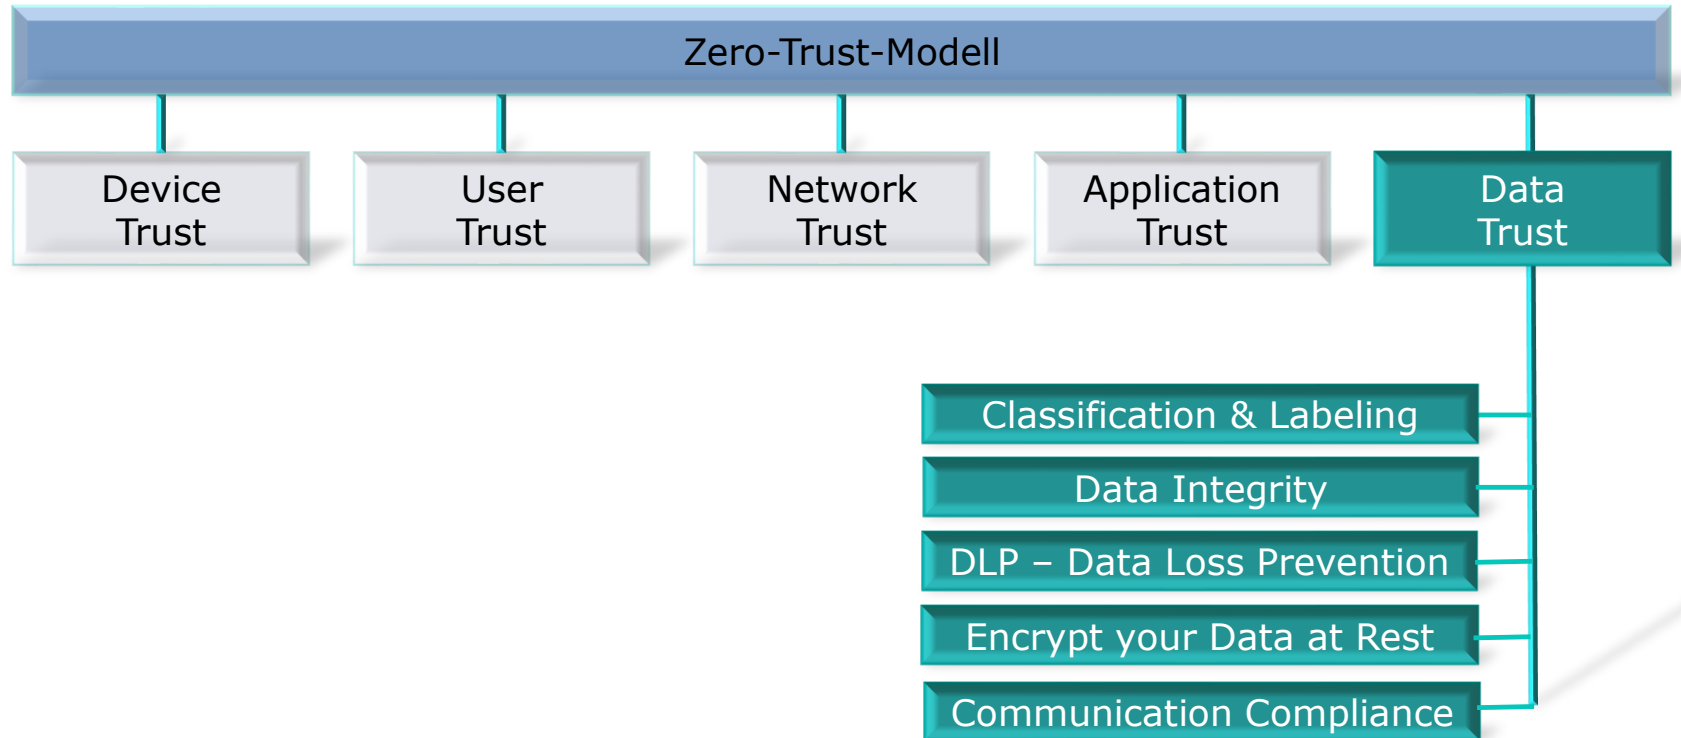 Zero-Trust-Modell
Device
Trust
User
Trust
Network
Trust
Application
Trust
Data
Trust
Classification & Labeling
Data Integrity
DLP – Data Loss Prevention
Encrypt your Data at Rest
Communication Compliance